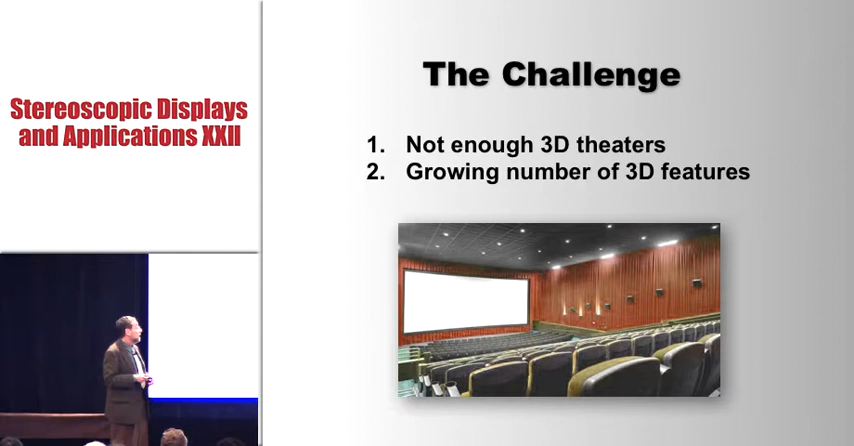 Stereoscopic Displays
and Applications XXII
The Challenge
1. Not enough 3D theaters
2. Growing number of 3D features